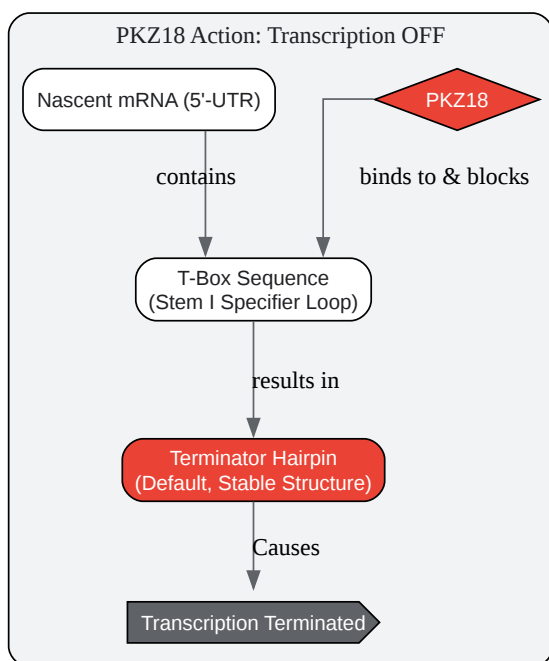 PKZ18 Action: Transcription OFF
Nascent mRNA (5'-UTR)
PKZ18
contains
binds to & blocks
T-Box Sequence
(Stem I Specifier Loop)
results in
Terminator Hairpin
(Default, Stable Structure)
Causes
Transcription Terminated